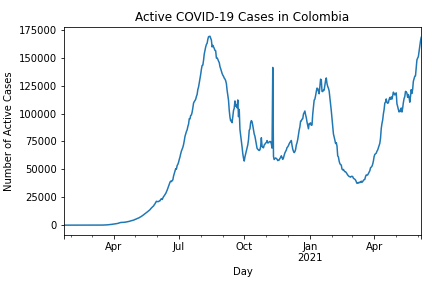 Active COVID-19 Cases in Colombia
175000
150000
125000
100000
75000
50000
25000
0
Number of Active Cases
Apr Jul Oct Jan Apr
2021
Day